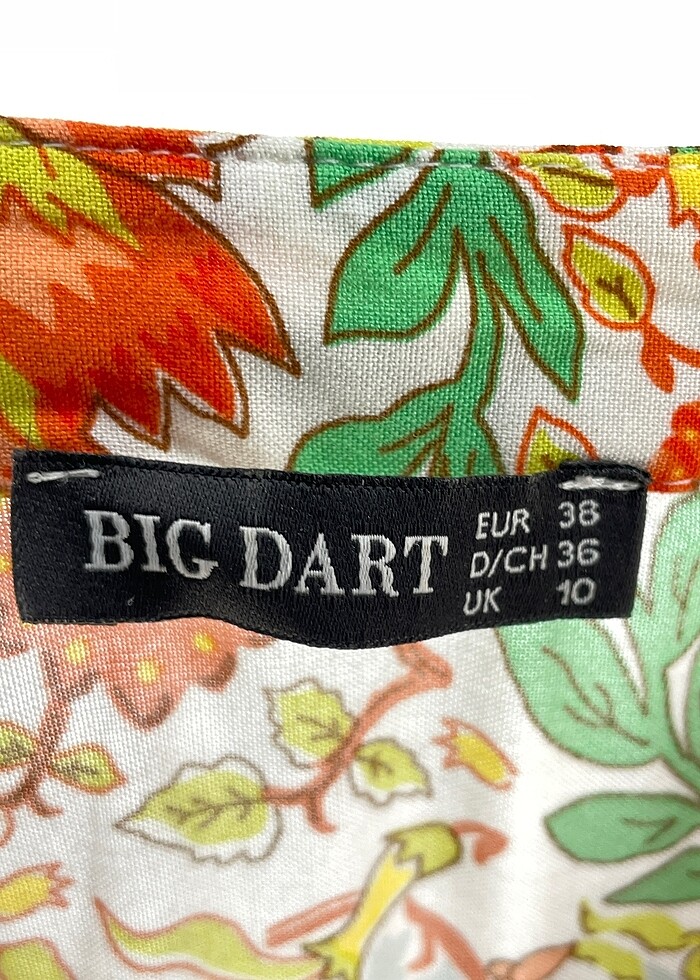 BIG DART
EUR 38
D/CH 36
UK 10